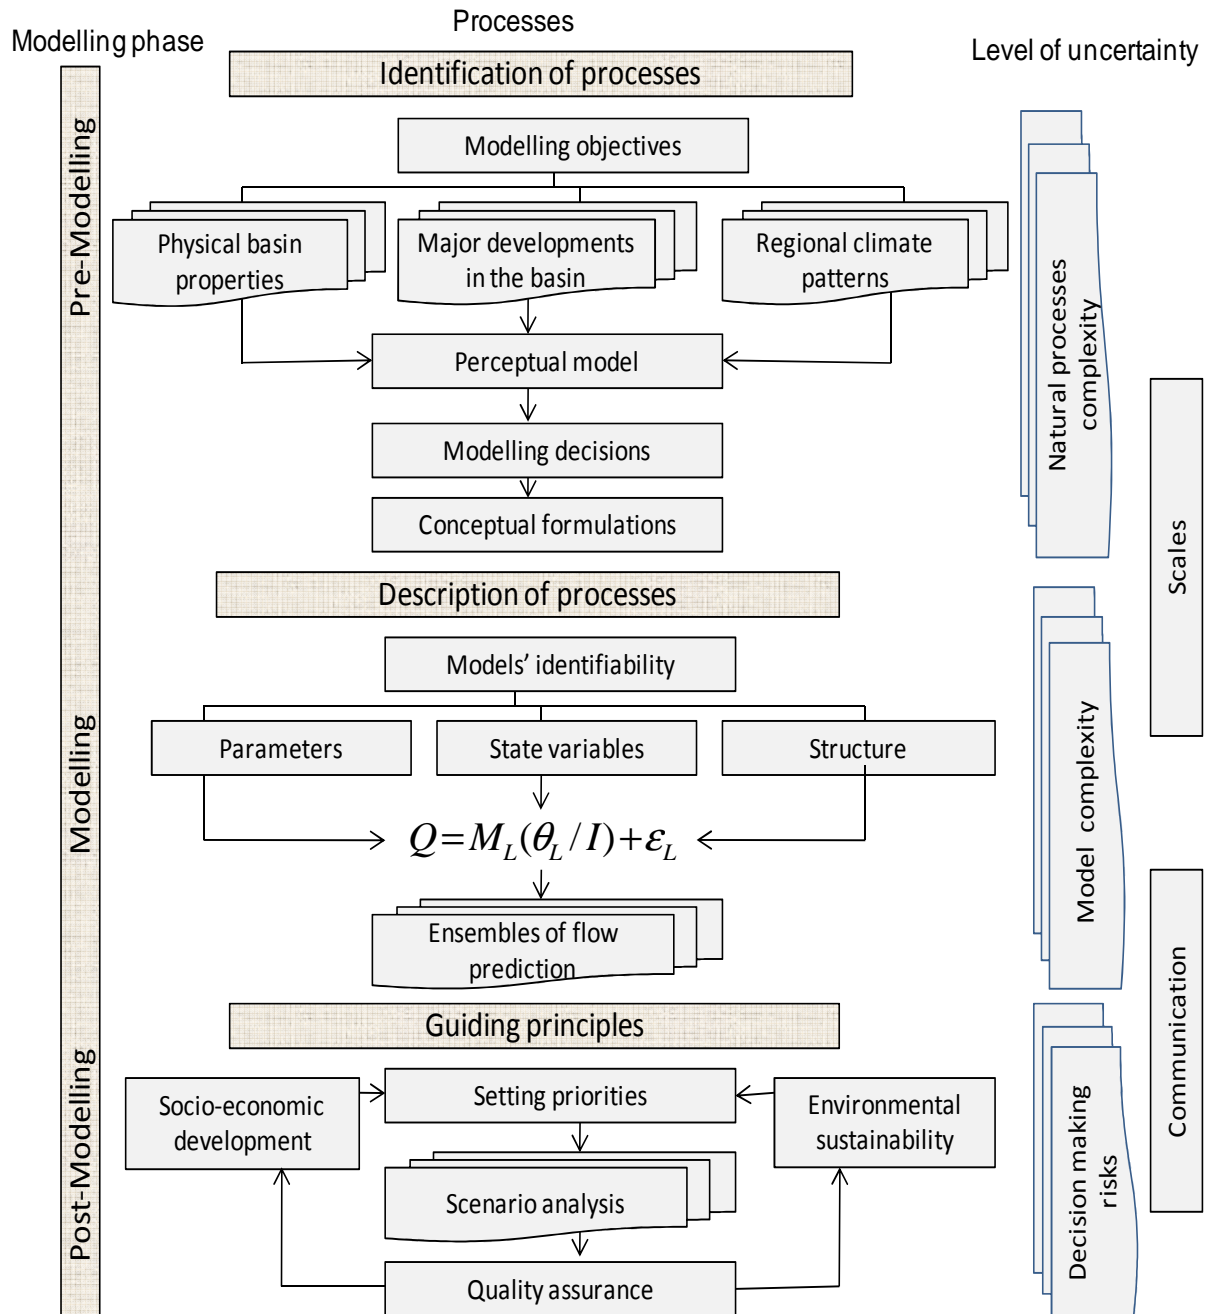 Processes
Modelling phase
Level of uncertainty
Identification of processes
Pre-Modelling
Modelling objectives
Physical basin
properties
Major developments
in the basin
Regional climate
patterns
Perceptual model
Modelling decisions
Conceptual formulations
Natural processes
complexity
Scales
Description of processes
Modelling
Models' identifiability
Parameters
State variables
Structure
Q=M_L(θ_L/I)+ε_L
Ensembles of flow
prediction
Model complexity
Communication
Guiding principles
Post-Modelling
Setting priorities
Socio-economic
development
Environmental
sustainability
Scenario analysis
Quality assurance
Decision making
risks